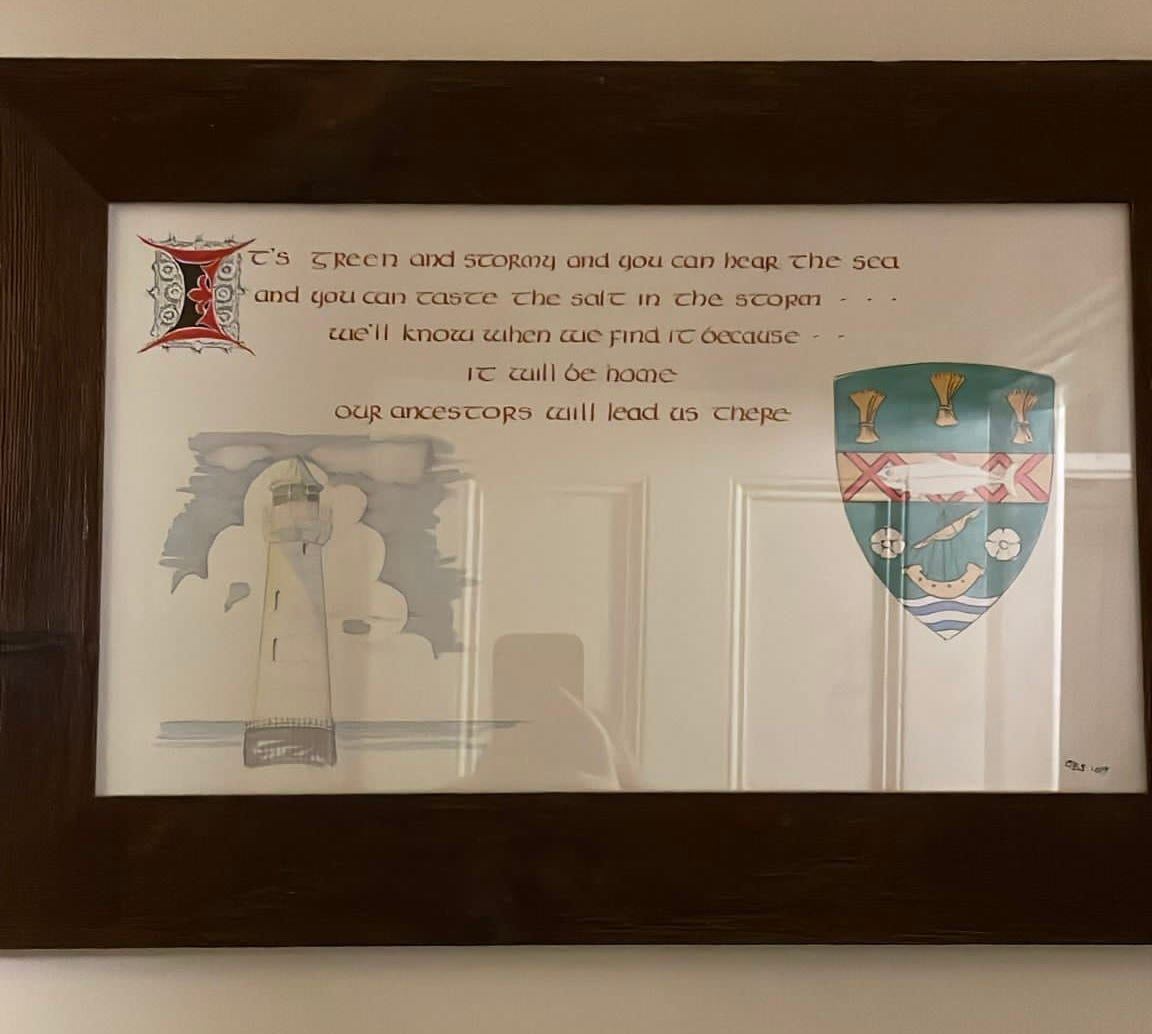 It's green and stormy and you can hear the sea
and you can taste the salt in the storm - - -
we'll know when we find it because - -
it will be home
our ancestors will lead us there